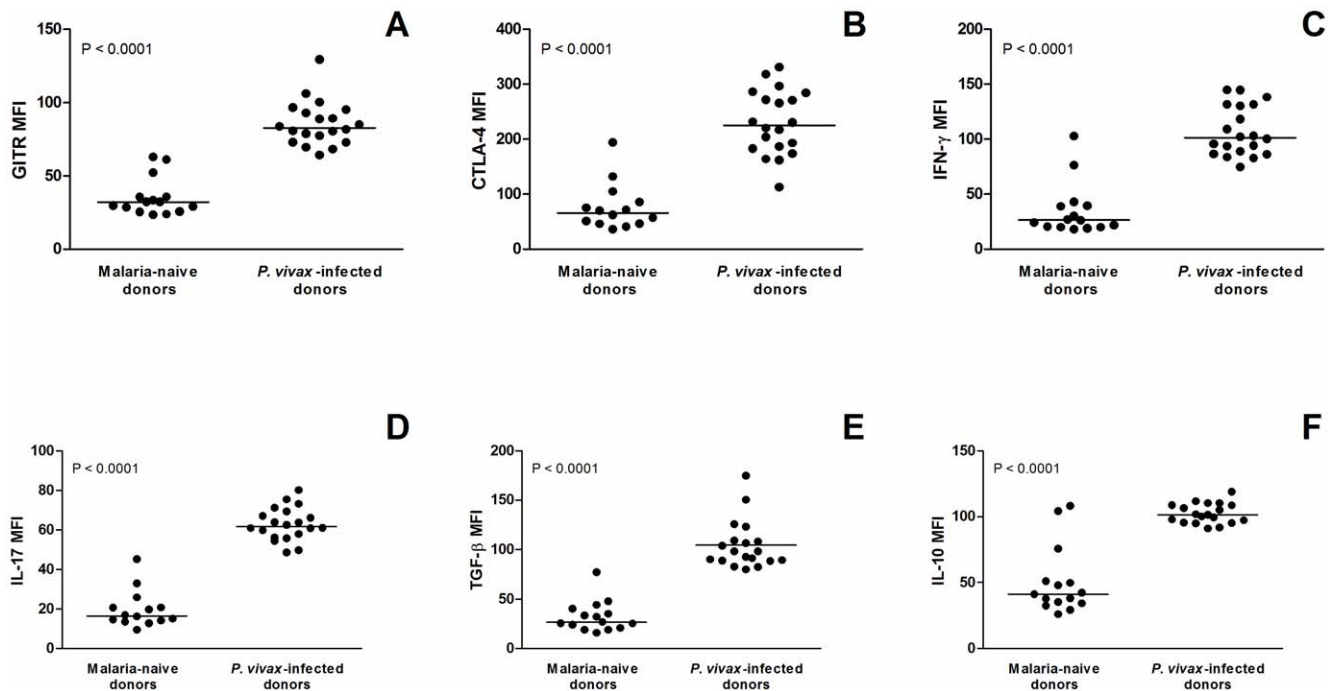 A
P < 0.0001
GITR MFI
150
100
50
0
Malaria-naive
donors
P. vivax -infected
donors
B
P < 0.0001
CTLA-4 MFI
400
300
200
100
0
Malaria-naive
donors
P. vivax -infected
donors
C
P < 0.0001
IFN-γ MFI
200
150
100
50
0
Malaria-naive
donors
P. vivax -infected
donors
D
P < 0.0001
IL-17 MFI
100
80
60
40
20
0
Malaria-naive
donors
P. vivax-infected
donors
E
P < 0.0001
TGF-β MFI
200
150
100
50
0
Malaria-naive
donors
P. vivax-infected
donors
F
P < 0.0001
IL-10 MFI
150
100
50
0
Malaria-naive
donors
P. vivax-infected
donors